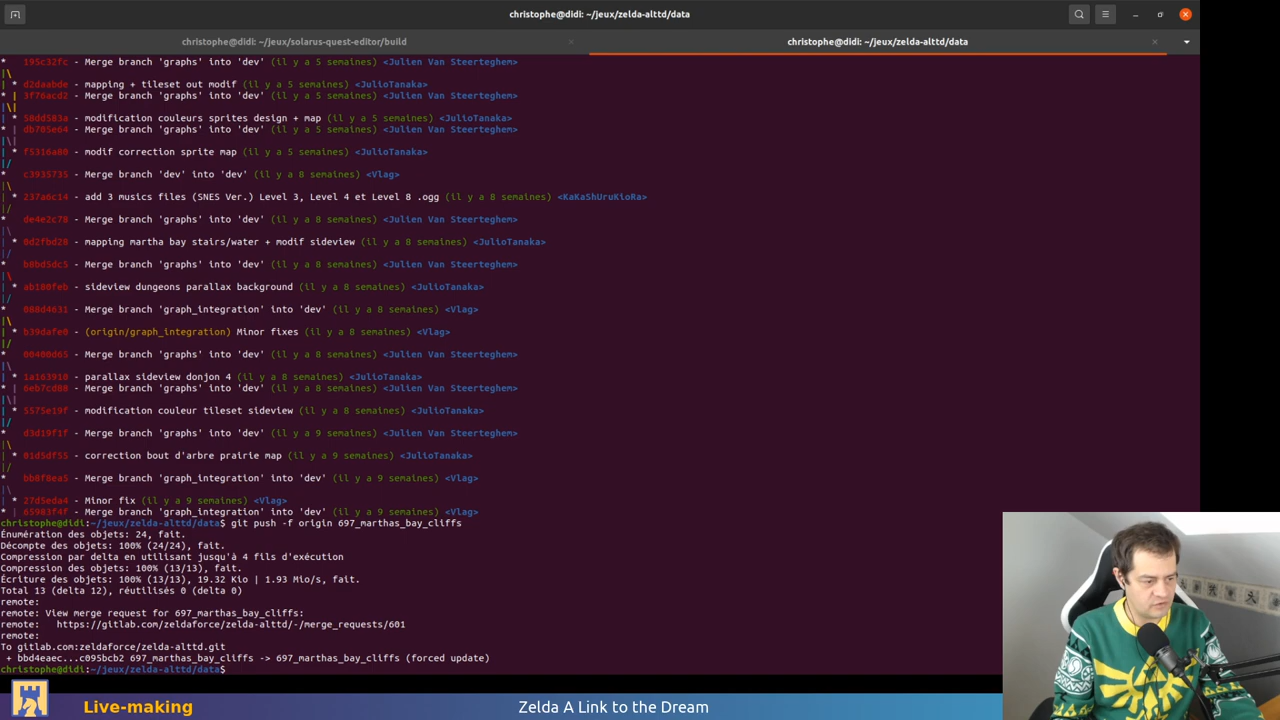 christophe@didi: ~/jeux/zelda-alttd/data
christophe@didi: ~/jeux/solarus-quest-editor/build
christophe@didi: ~/jeux/zelda-alttd/data
* 195c32fc - Merge branch 'graphs' into 'dev' (il y a 5 semaines) <Julien Van Steerteghem>
|\
| * d2daabde - mapping + tileset out modif (il y a 5 semaines) <JulioTanaka>
* | 3f76acd2 - Merge branch 'graphs' into 'dev' (il y a 5 semaines) <Julien Van Steerteghem>
|\|
| * 50dd503a - modification couleurs sprites design + map (il y a 5 semaines) <JulioTanaka>
* | db705e64 - Merge branch 'graphs' into 'dev' (il y a 5 semaines) <Julien Van Steerteghem>
|\|
| * f5316a80 - modif correction sprite map (il y a 5 semaines) <JulioTanaka>
|/
* c3935735 - Merge branch 'dev' into 'dev' (il y a 8 semaines) <Vlag>
|\
| * 237a6c14 - add 3 musics files (SNES Ver.) Level 3, Level 4 et Level 8 .ogg (il y a 8 semaines) <KaKaShUruKioRa>
|/
* de4e2c78 - Merge branch 'graphs' into 'dev' (il y a 8 semaines) <Julien Van Steerteghem>
|\
| * 0d2fbd28 - mapping martha bay stairs/water + modif sideview (il y a 8 semaines) <JulioTanaka>
|/
* b8bd5dc5 - Merge branch 'graphs' into 'dev' (il y a 8 semaines) <Julien Van Steerteghem>
|\
| * ab100feb - sideview dungeons parallax background (il y a 8 semaines) <JulioTanaka>
|/
* 068d4631 - Merge branch 'graph_integration' into 'dev' (il y a 8 semaines) <Vlag>
|\
| * b39dafe0 - (origin/graph_integration) Minor fixes (il y a 8 semaines) <Vlag>
|/
* 00400d65 - Merge branch 'graphs' into 'dev' (il y a 8 semaines) <Julien Van Steerteghem>
|\
| * 1a163910 - parallax sideview donjon 4 (il y a 8 semaines) <JulioTanaka>
* | 6eb7cd08 - Merge branch 'graphs' into 'dev' (il y a 8 semaines) <Julien Van Steerteghem>
|\|
| * 5575e19f - modification couleur tileset sideview (il y a 8 semaines) <JulioTanaka>
|/
* d3d19f1f - Merge branch 'graphs' into 'dev' (il y a 9 semaines) <Julien Van Steerteghem>
|\
| * 01d5df55 - correction bout d'arbre prairie map (il y a 9 semaines) <JulioTanaka>
|/
* bb8f8ea5 - Merge branch 'graph_integration' into 'dev' (il y a 9 semaines) <Vlag>
|\
| * 27d5eda4 - Minor fix (il y a 9 semaines) <Vlag>
* | 65903f4f - Merge branch 'graph_integration' into 'dev' (il y a 9 semaines) <Vlag>
christophe@didi:~/jeux/zelda-alttd/data$ git push -f origin 697_marthas_bay_cliffs
Énumération des objets: 24, fait.
Décompte des objets: 100% (24/24), fait.
Compression par delta en utilisant jusqu'à 4 fils d'exécution
Compression des objets: 100% (13/13), fait.
Écriture des objets: 100% (13/13), 19.32 Kio | 1.93 Mio/s, fait.
Total 13 (delta 12), réutilisés 0 (delta 0)
remote:
remote: View merge request for 697_marthas_bay_cliffs:
remote:   https://gitlab.com/zeldaforce/zelda-alttd/-/merge_requests/601
remote:
To gitlab.com:zeldaforce/zelda-alttd.git
+ bbd4eaec...c095bcb2 697_marthas_bay_cliffs -> 697_marthas_bay_cliffs (forced update)
christophe@didi:~/jeux/zelda-alttd/data$
Live-making
Zelda A Link to the Dream